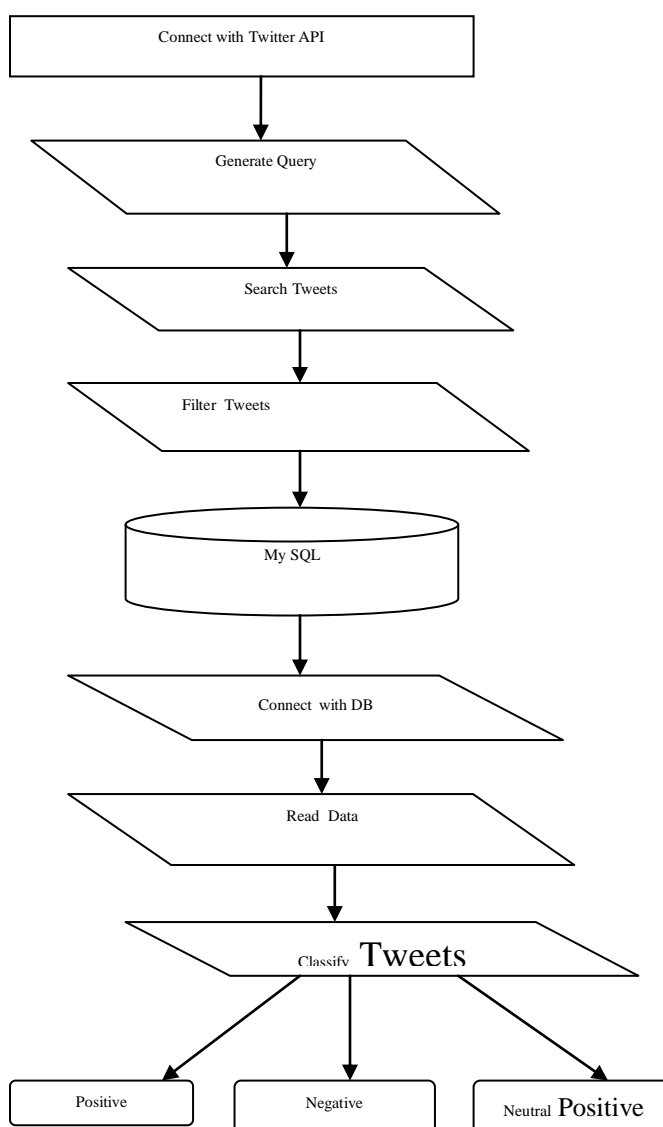 Connect with Twitter API
Generate Query
Search Tweets
Filter Tweets
My SQL
Connect with DB
Read Data
Classify Tweets
Positive
Negative
Neutral Positive